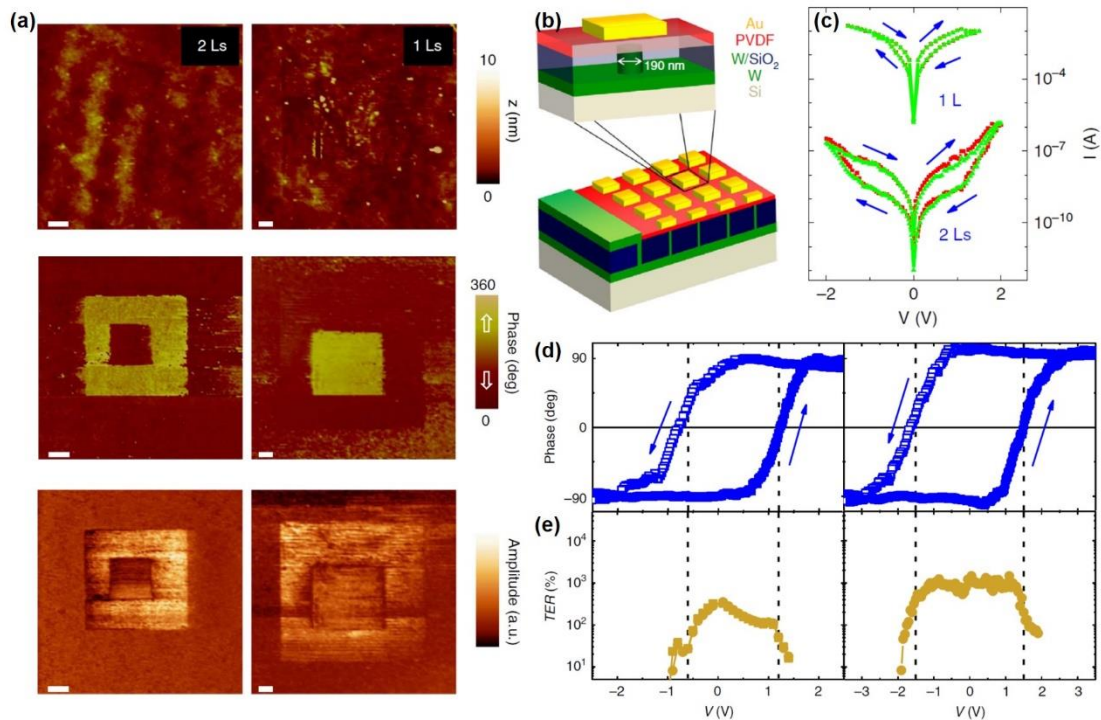 (a)
2 Ls
1 Ls
10
z (nm)
0
360
Phase (deg)
0
Amplitude (a.u.)
(b)
Au
PVDF
W/SiO2
W
Si
190 nm
(c)
1 L
2 Ls
10⁻⁴
10⁻⁷
10⁻¹⁰
I (A)
−2 0 2
V (V)
(d)
90
0
−90
Phase (deg)
(e)
10⁴
10³
10²
10¹
TER (%)
−2 −1 0 1 2
−3 −2 −1 0 1 2 3
V (V)
V (V)